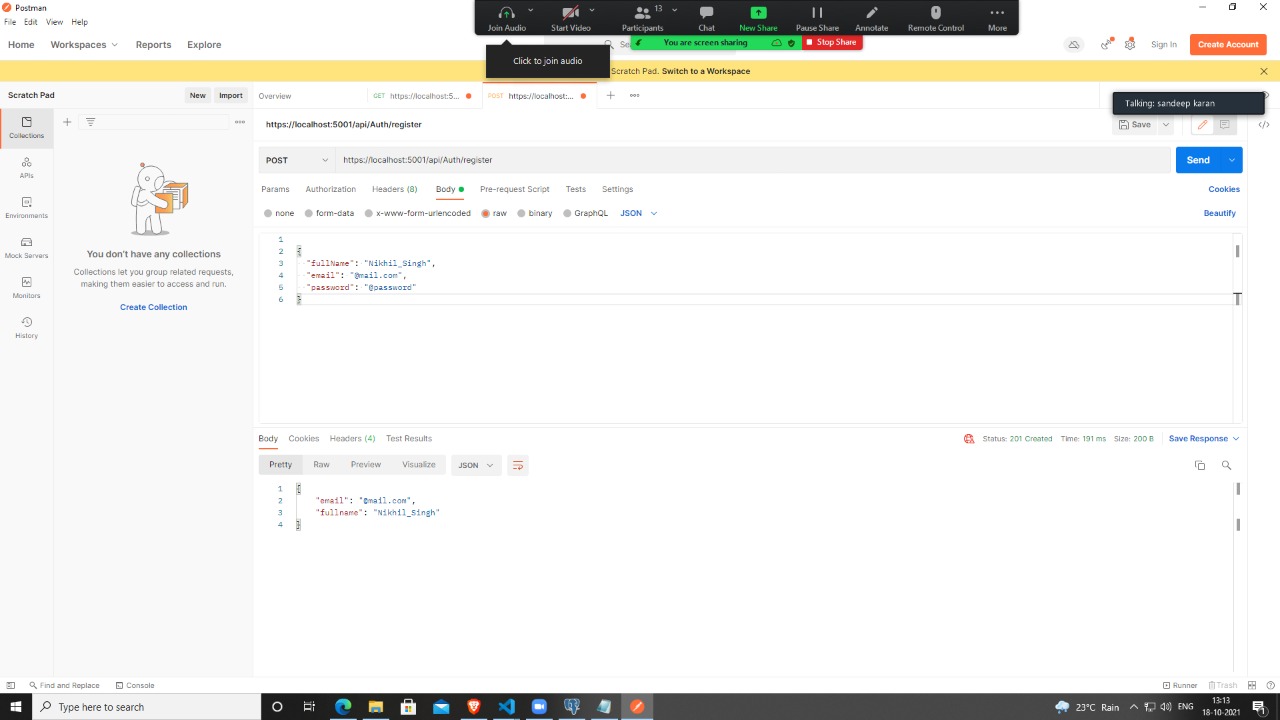 Postman
File Edit View Help
Home Workspaces Reports Explore
Join Audio Start Video Participants 13 Chat New Share Pause Share Annotate Remote Control More
You are screen sharing Stop Share
Click to join audio
Sign In Create Account
Scratch Pad. Switch to a Workspace
Talking: sandeep karan
Scratch Pad New Import
Overview GET https://localhost:5... POST https://localhost:...
Collections
APIs
Environments
Mock Servers
Monitors
History
You don't have any collections
Collections let you group related requests,
making them easier to access and run.
Create Collection
https://localhost:5001/api/Auth/register Save
POST https://localhost:5001/api/Auth/register Send
Params Authorization Headers (8) Body Pre-request Script Tests Settings Cookies
none form-data x-www-form-urlencoded raw binary GraphQL JSON Beautify
1
2 {
3 "fullName": "Nikhil_Singh",
4 "email": "@mail.com",
5 "password": "@password"
6 }
Body Cookies Headers (4) Test Results Status: 201 Created Time: 191 ms Size: 200 B Save Response
Pretty Raw Preview Visualize JSON
1 {
2 "email": "@mail.com",
3 "fullname": "Nikhil_Singh"
4 }
Find and Replace Console Runner Trash
Type here to search 23°C Rain ENG 13:13
18-10-2021